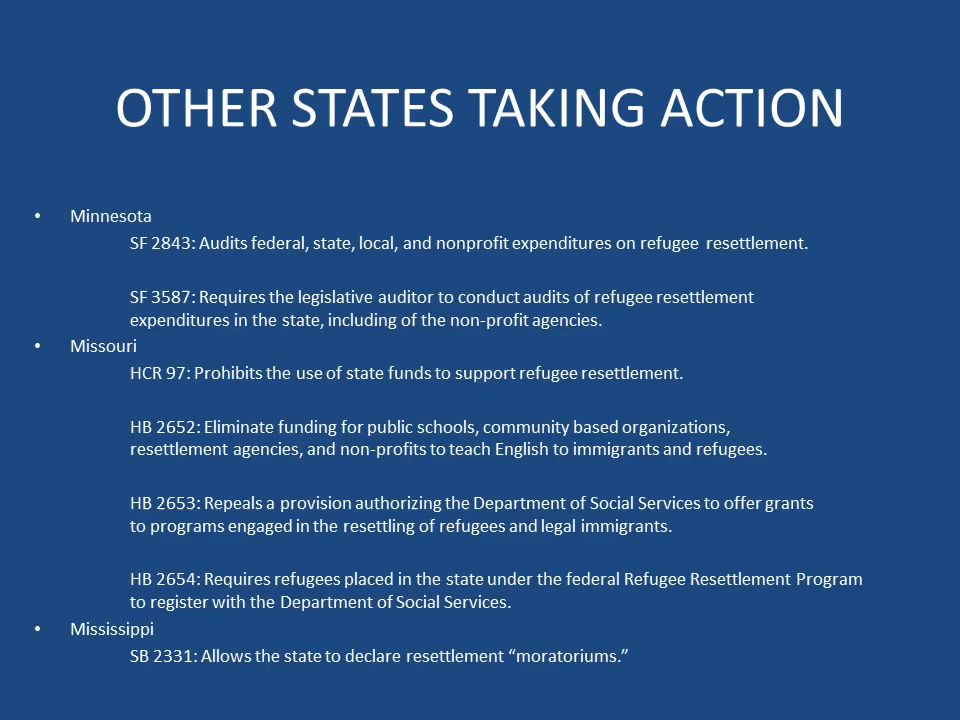 OTHER STATES TAKING ACTION
• Minnesota
SF 2843: Audits federal, state, local, and nonprofit expenditures on refugee resettlement.
SF 3587: Requires the legislative auditor to conduct audits of refugee resettlement
expenditures in the state, including of the non-profit agencies.
• Missouri
HCR 97: Prohibits the use of state funds to support refugee resettlement.
HB 2652: Eliminate funding for public schools, community based organizations,
resettlement agencies, and non-profits to teach English to immigrants and refugees.
HB 2653: Repeals a provision authorizing the Department of Social Services to offer grants
to programs engaged in the resettling of refugees and legal immigrants.
HB 2654: Requires refugees placed in the state under the federal Refugee Resettlement Program
to register with the Department of Social Services.
• Mississippi
SB 2331: Allows the state to declare resettlement “moratoriums.”